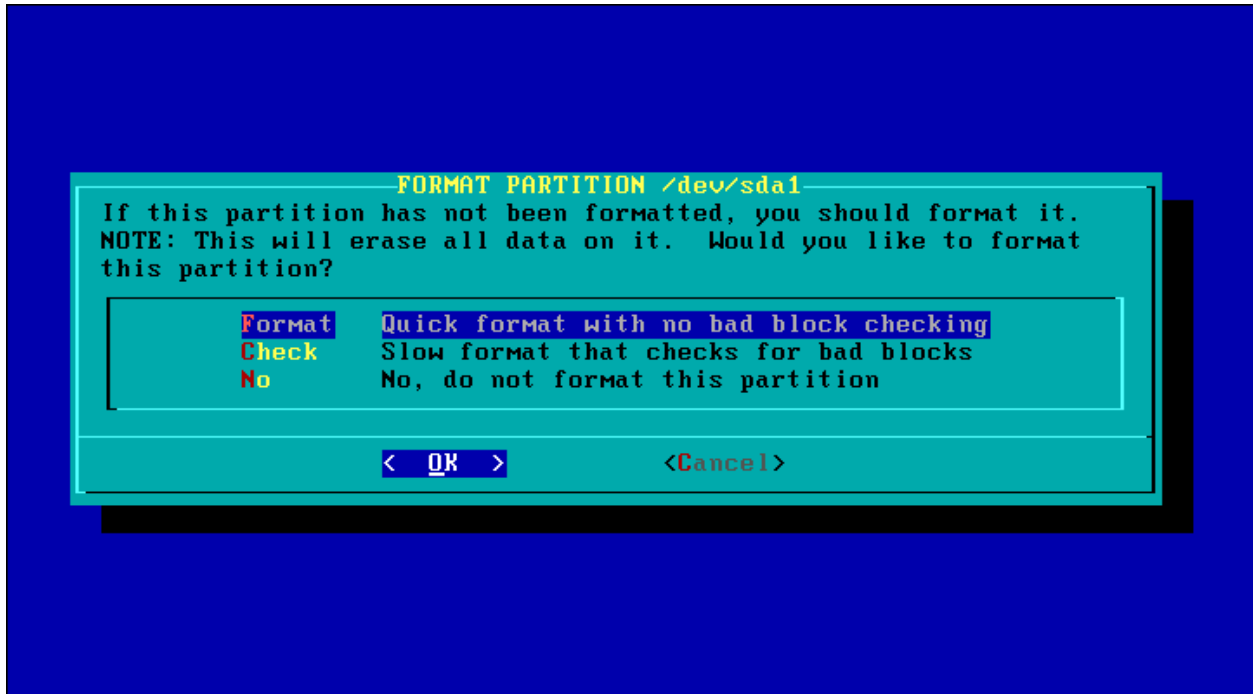 FORMAT PARTITION /dev/sda1
If this partition has not been formatted, you should format it.
NOTE: This will erase all data on it.  Would you like to format
this partition?
Format   Quick format with no bad block checking
Check    Slow format that checks for bad blocks
No       No, do not format this partition
<  OK  >          <Cancel>